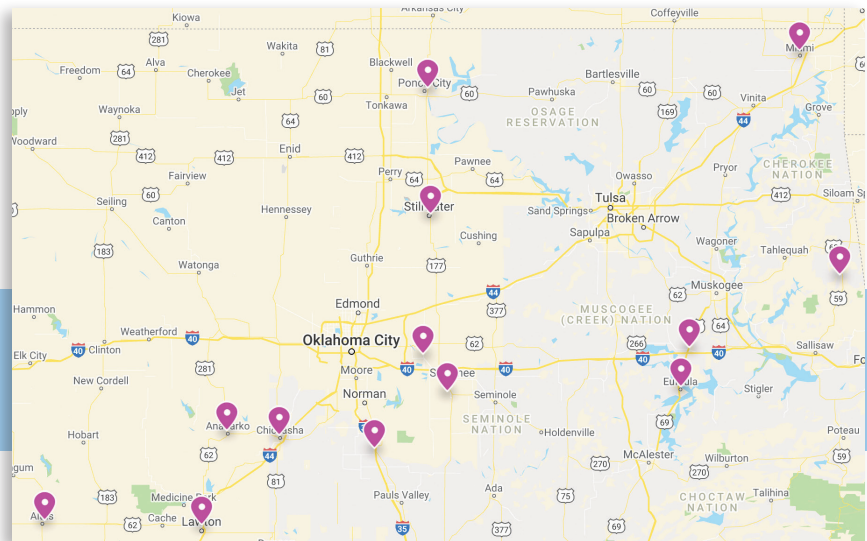 Arkansas City
Coffeyville
Kiowa
281
Wakita
81
Miami
Alva
Blackwell
Freedom
64
Cherokee
Ponca City
Bartlesville
Jet
60
60
60
60
Vinita
Tonkawa
Pawhuska
Grove
Waynoka
64
OSAGE
RESERVATION
169
44
Woodward
281
Enid
412
412
412
Pawnee
CHEROKEE
NATION
Fairview
Perry
64
64
Owasso
Pryor
60
Tulsa
412
Siloam Sp
Seiling
Hennessey
Stillwater
Sand Springs
Broken Arrow
Canton
Cushing
Sapulpa
Wagoner
183
Tahlequah
Watonga
Guthrie
177
44
Muskogee
62
59
Hammon
Edmond
377
MUSCOGEE
(CREEK) NATION
Weatherford
40
Oklahoma City
62
266
64
Clinton
40
Sallisaw
Elk City
281
Moore
40
40
40
40
New Cordell
Norman
Seminole
Eufaula
Stigler
Anadarko
Chickasha
SEMINOLE
NATION
Holdenville
69
Hobart
62
44
McAlester
Poteau
59
270
Wilburton
270
81
183
Medicine Park
Pauls Valley
Ada
75
CHOCTAW
NATION
Talihina
Altus
62
Cache
Lawton
35
377
69